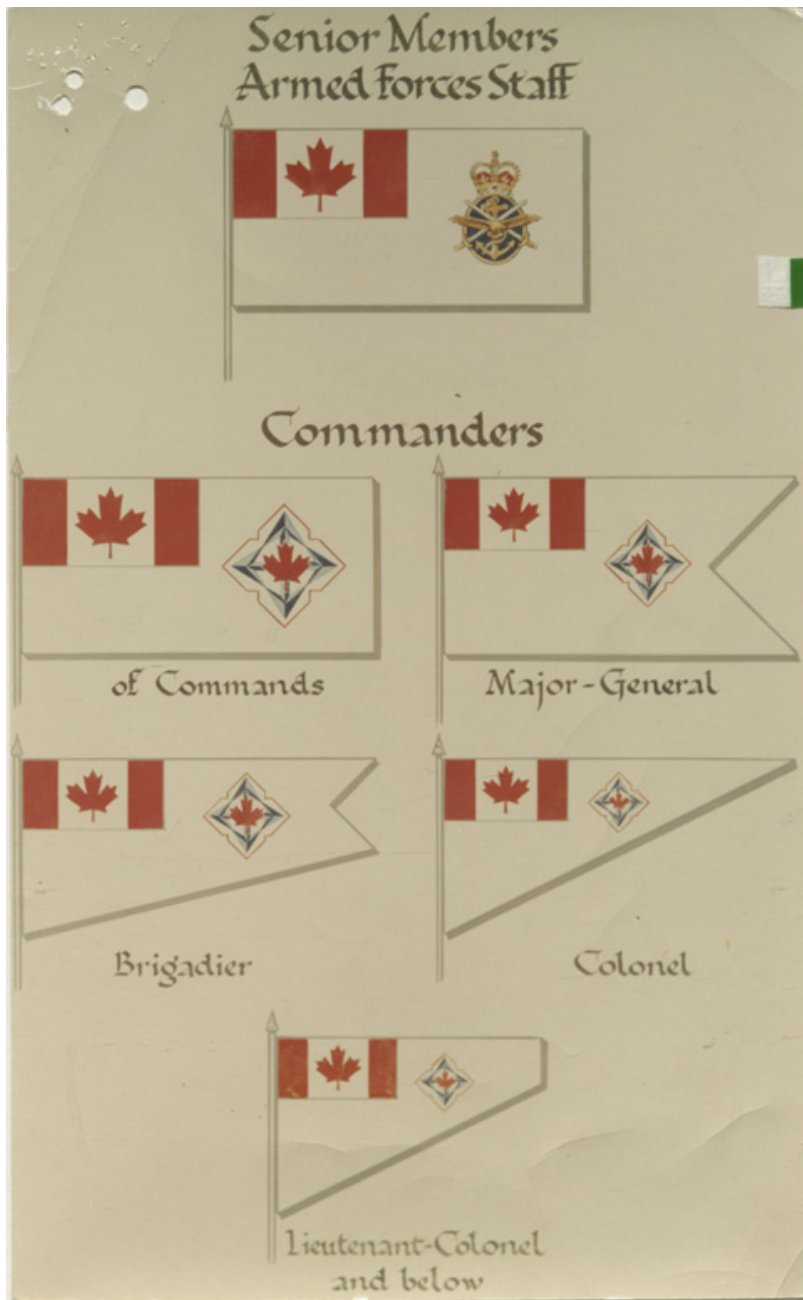 Senior Members
Armed Forces Staff
Commanders
of Commands
Major-General
Brigadier
Colonel
Lieutenant-Colonel
and below